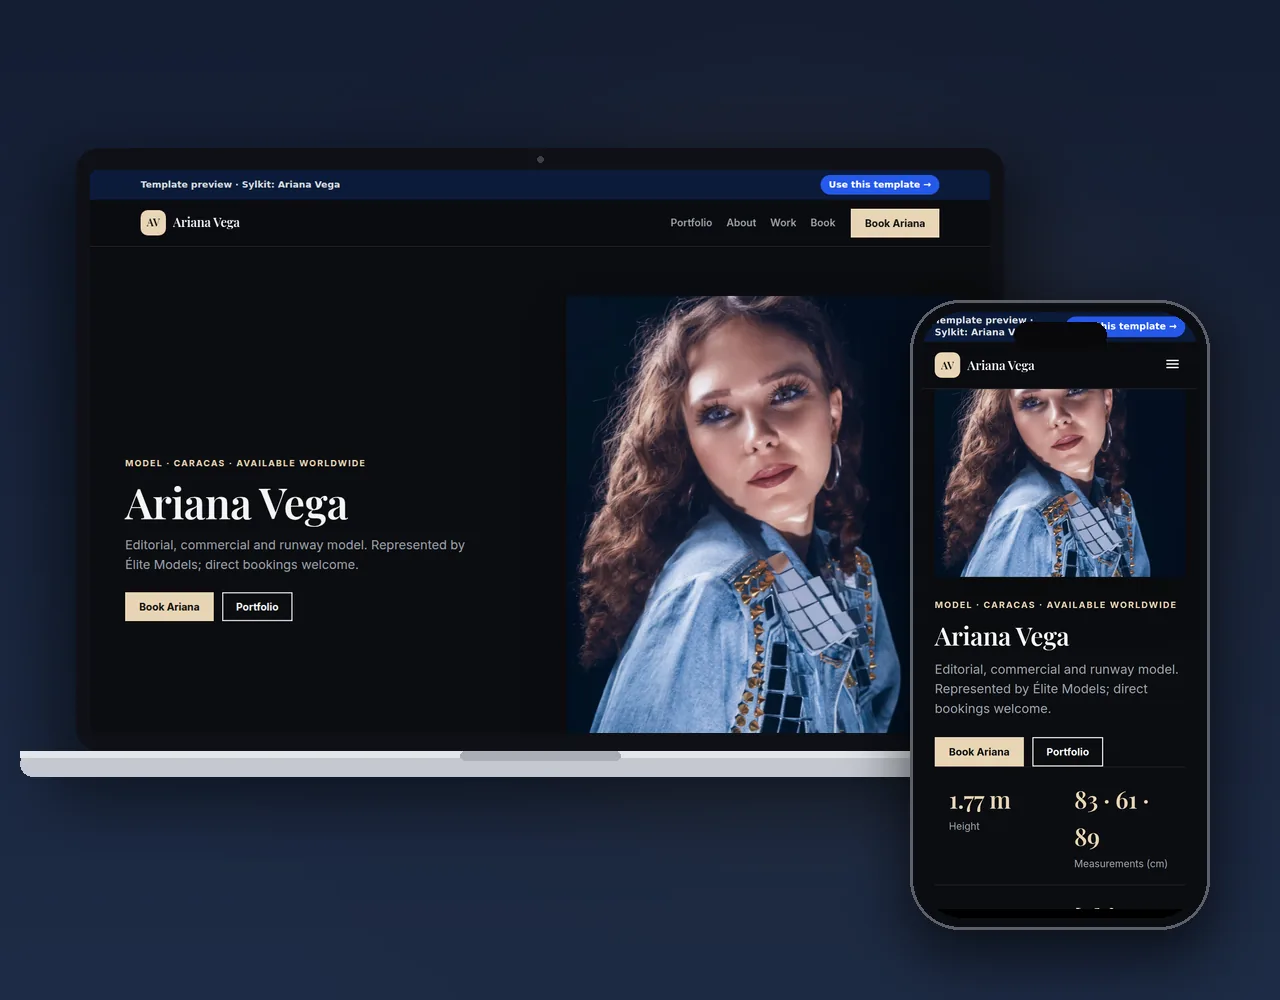 Template preview · Sylkit: Ariana Vega
Use this template →
AV Ariana Vega
Portfolio About Work Book Book Ariana
MODEL · CARACAS · AVAILABLE WORLDWIDE
Ariana Vega
Editorial, commercial and runway model. Represented by
Élite Models; direct bookings welcome.
Book Ariana Portfolio
preview ·
Sylkit: Ariana
template →
AV Ariana Vega
MODEL · CARACAS · AVAILABLE WORLDWIDE
Ariana Vega
Editorial, commercial and runway model.
Represented by Élite Models; direct
bookings welcome.
Book Ariana Portfolio
1.77 m
Height
83 · 61 ·
89
Measurements (cm)